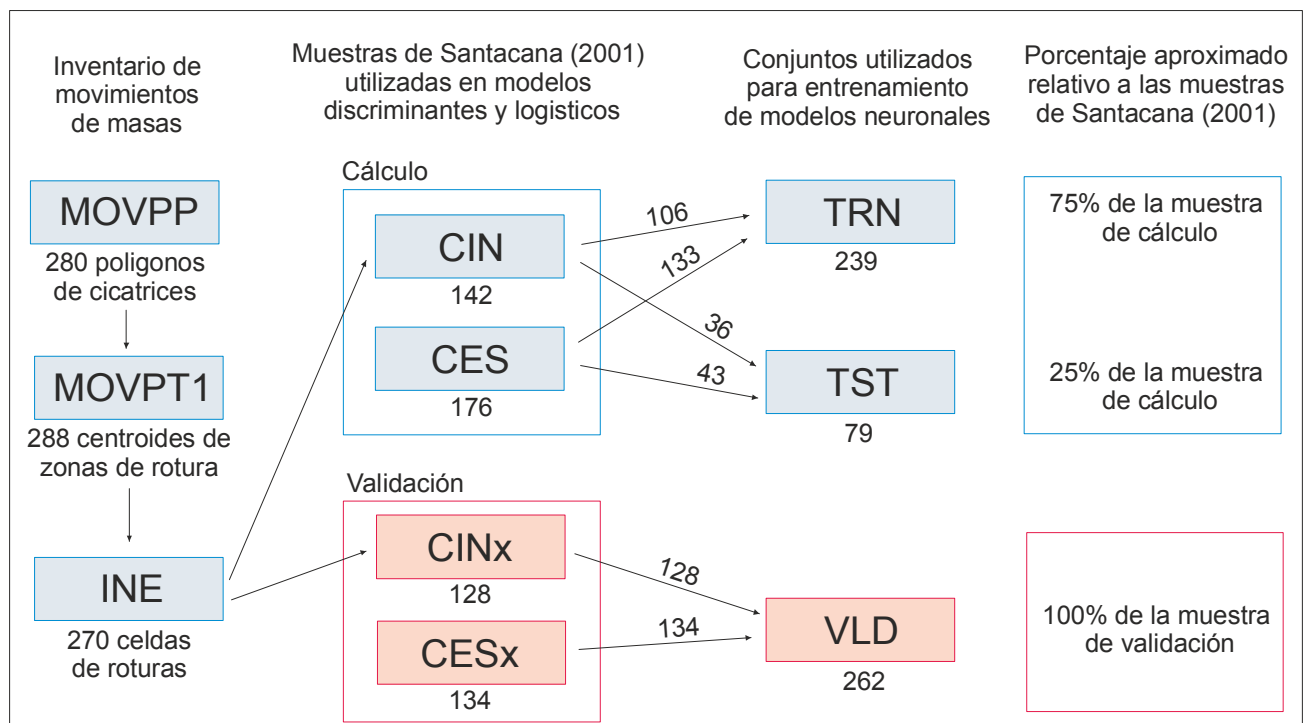 Inventario de
movimientos
de masas
Muestras de Santacana (2001)
utilizadas en modelos
discriminantes y logisticos
Conjuntos utilizados
para entrenamiento
de modelos neuronales
Porcentaje aproximado
relativo a las muestras
de Santacana (2001)
MOVPP
280 poligonos
de cicatrices
MOVPT1
288 centroides de
zonas de rotura
INE
270 celdas
de roturas
Cálculo
CIN
142
CES
176
106
133
36
43
TRN
239
TST
79
75% de la muestra
de cálculo
25% de la muestra
de cálculo
Validación
CINx
128
CESx
134
128
134
VLD
262
100% de la muestra
de validación